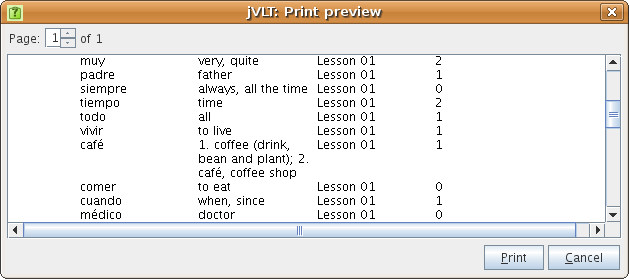 jVLT: Print preview
Page: 1 of 1
muy very, quite Lesson 01 2
padre father Lesson 01 1
siempre always, all the time Lesson 01 0
tiempo time Lesson 01 2
todo all Lesson 01 1
vivir to live Lesson 01 1
café 1. coffee (drink, Lesson 01 1
bean and plant); 2.
café, coffee shop
comer to eat Lesson 01 0
cuando when, since Lesson 01 1
médico doctor Lesson 01 0
Print Cancel